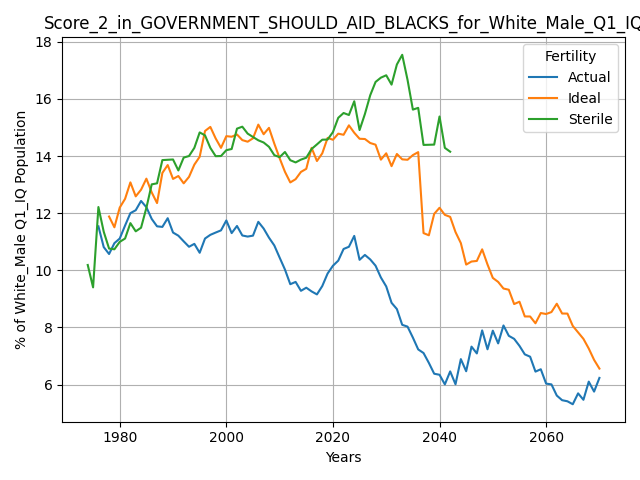 Score_2_in_GOVERNMENT_SHOULD_AID_BLACKS_for_White_Male_Q1_IQ
18
16
14
12
10
8
6
% of White_Male Q1_IQ Population
Fertility
Actual
Ideal
Sterile
1980
2000
2020
2040
2060
Years